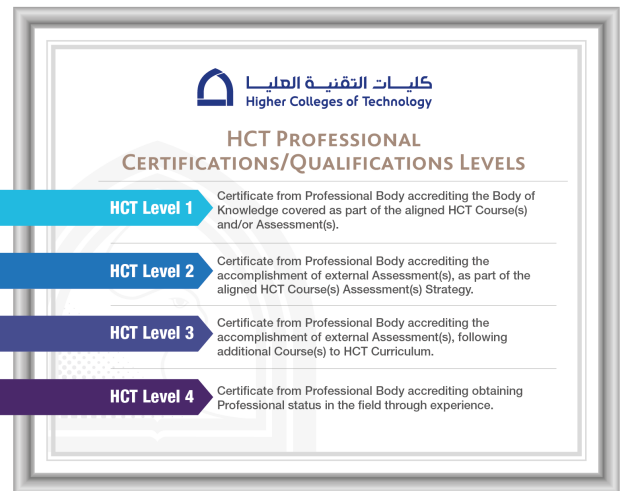 كليــات التقنيـة العليــا
Higher Colleges of Technology
HCT Professional
Certifications/Qualifications Levels
HCT Level 1
Certificate from Professional Body accrediting the Body of
Knowledge covered as part of the aligned HCT Course(s)
and/or Assessment(s).
HCT Level 2
Certificate from Professional Body accrediting the
accomplishment of external Assessment(s), as part of the
aligned HCT Course(s) Assessment(s) Strategy.
HCT Level 3
Certificate from Professional Body accrediting the
accomplishment of external Assessment(s), following
additional Course(s) to HCT Curriculum.
HCT Level 4
Certificate from Professional Body accrediting obtaining
Professional status in the field through experience.